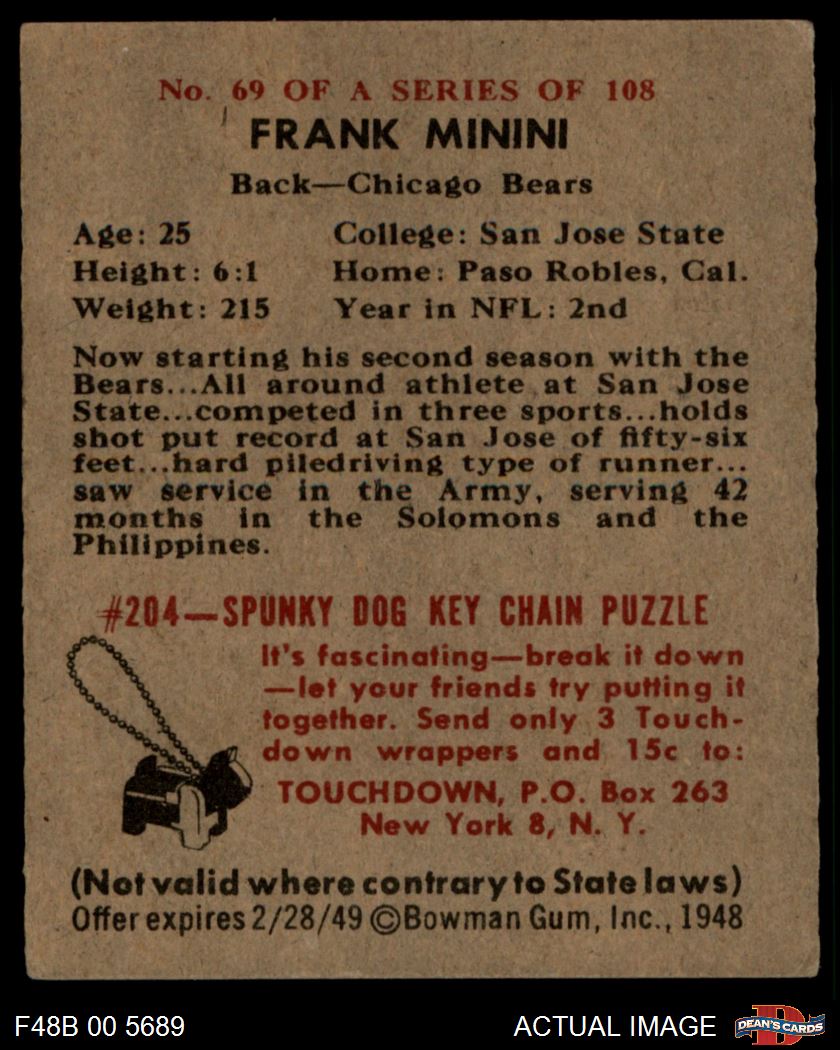 No. 69 OF A SERIES OF 108
FRANK MININI
Back—Chicago Bears
Age: 25 College: San Jose State
Height: 6:1 Home: Paso Robles, Cal.
Weight: 215 Year in NFL: 2nd
Now starting his second season with the
Bears...All around athlete at San Jose
State...competed in three sports...holds
shot put record at San Jose of fifty-six
feet...hard piledriving type of runner...
saw service in the Army, serving 42
months in the Solomons and the
Philippines.
#204—SPUNKY DOG KEY CHAIN PUZZLE
It's fascinating—break it down
—let your friends try putting it
together. Send only 3 Touch-
down wrappers and 15c to:
TOUCHDOWN, P.O. Box 263
New York 8, N. Y.
(Not valid where contrary to State laws)
Offer expires 2/28/49 ©Bowman Gum, Inc., 1948
F48B 00 5689 ACTUAL IMAGE D DEAN'S CARDS